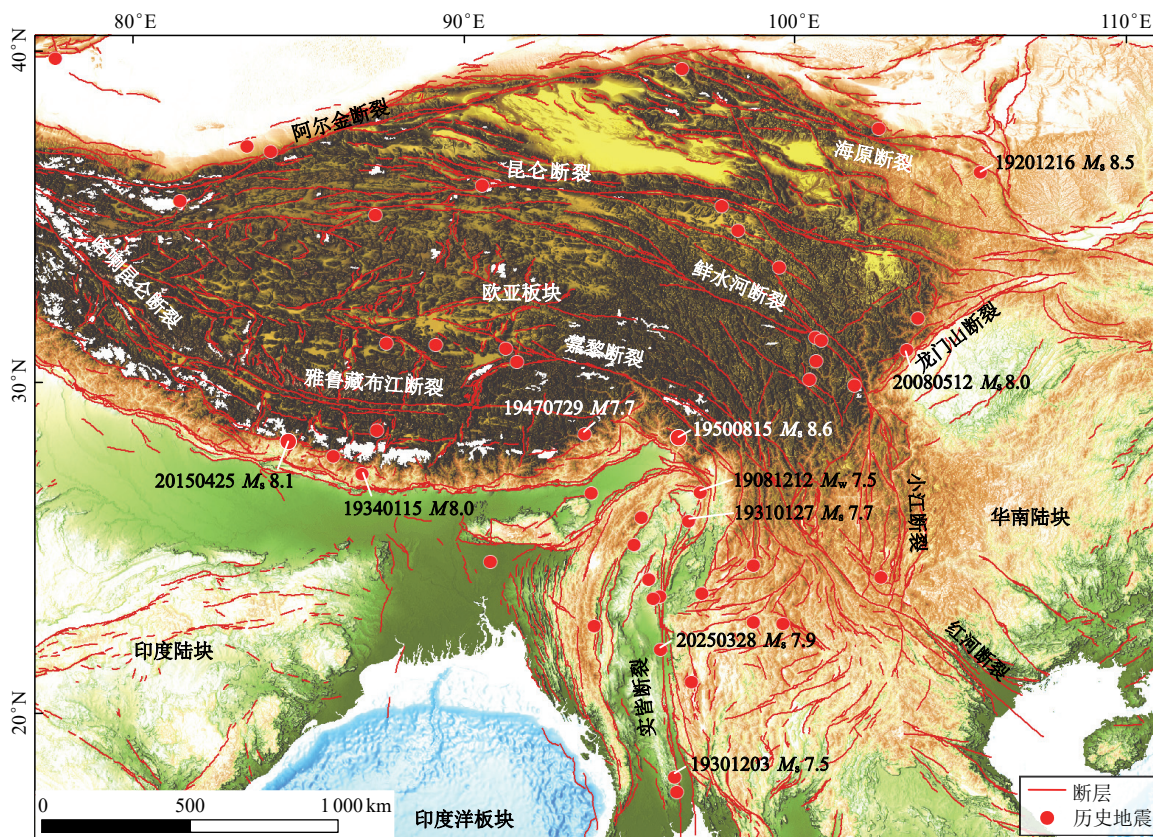 80°E
90°E
100°E
110°E
40°N
30°N
20°N
阿尔金断裂
昆仑断裂
海原断裂
19201216 Ms 8.5
喀喇昆仑断裂
欧亚板块
鲜水河断裂
嘉黎断裂
龙门山断裂
雅鲁藏布江断裂
20080512 Ms 8.0
19470729 M 7.7
19500815 Ms 8.6
20150425 Ms 8.1
19340115 M 8.0
19081212 Mw 7.5
19310127 Ms 7.7
小江断裂
华南陆块
印度陆块
20250328 Ms 7.9
实皆断裂
红河断裂
19301203 Ms 7.5
印度洋板块
0 500 1 000 km
断层
历史地震